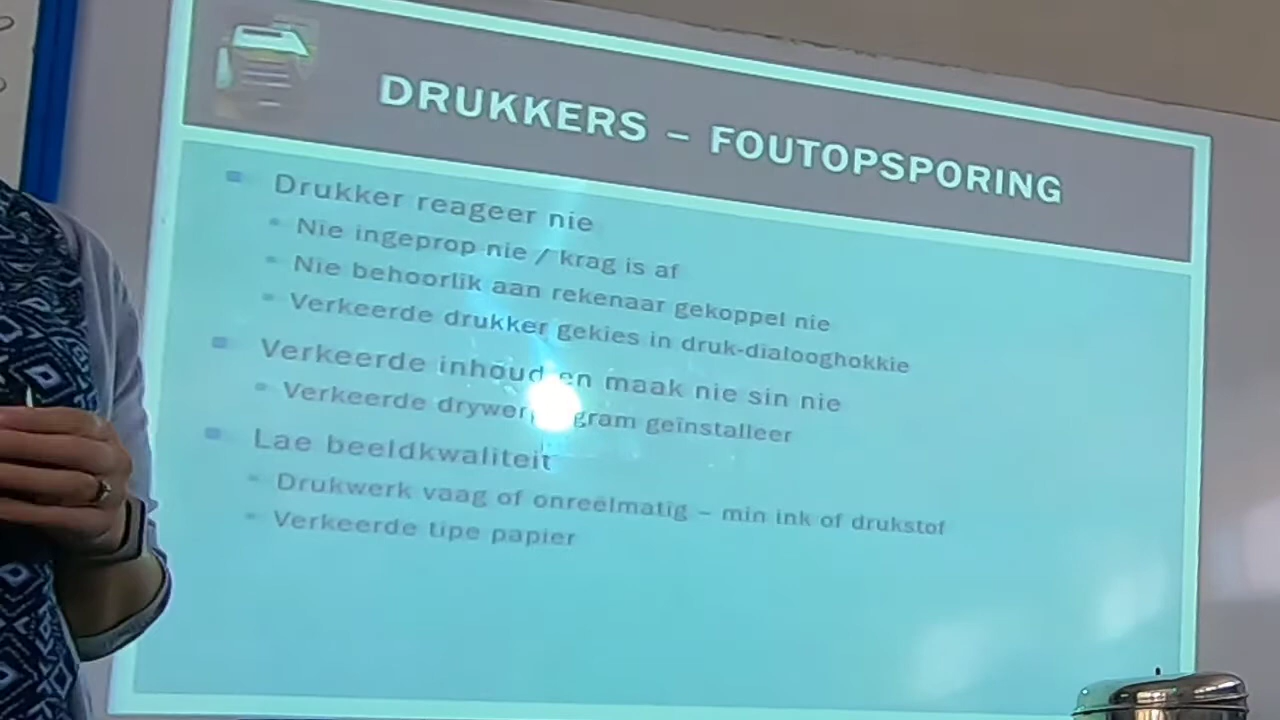 DRUKKERS – FOUTOPSPORING
Drukker reageer nie
Nie ingeprop nie / krag is af
Nie behoorlik aan rekenaar gekoppel nie
Verkeerde drukker gekies in druk-dialooghokkie
Verkeerde inhoud en maak nie sin nie
Verkeerde geïnstalleer
Lae beeldkwaliteit
Drukwerk vaag of onreëlmatig – min ink of drukstof
Verkeerde tipe papier